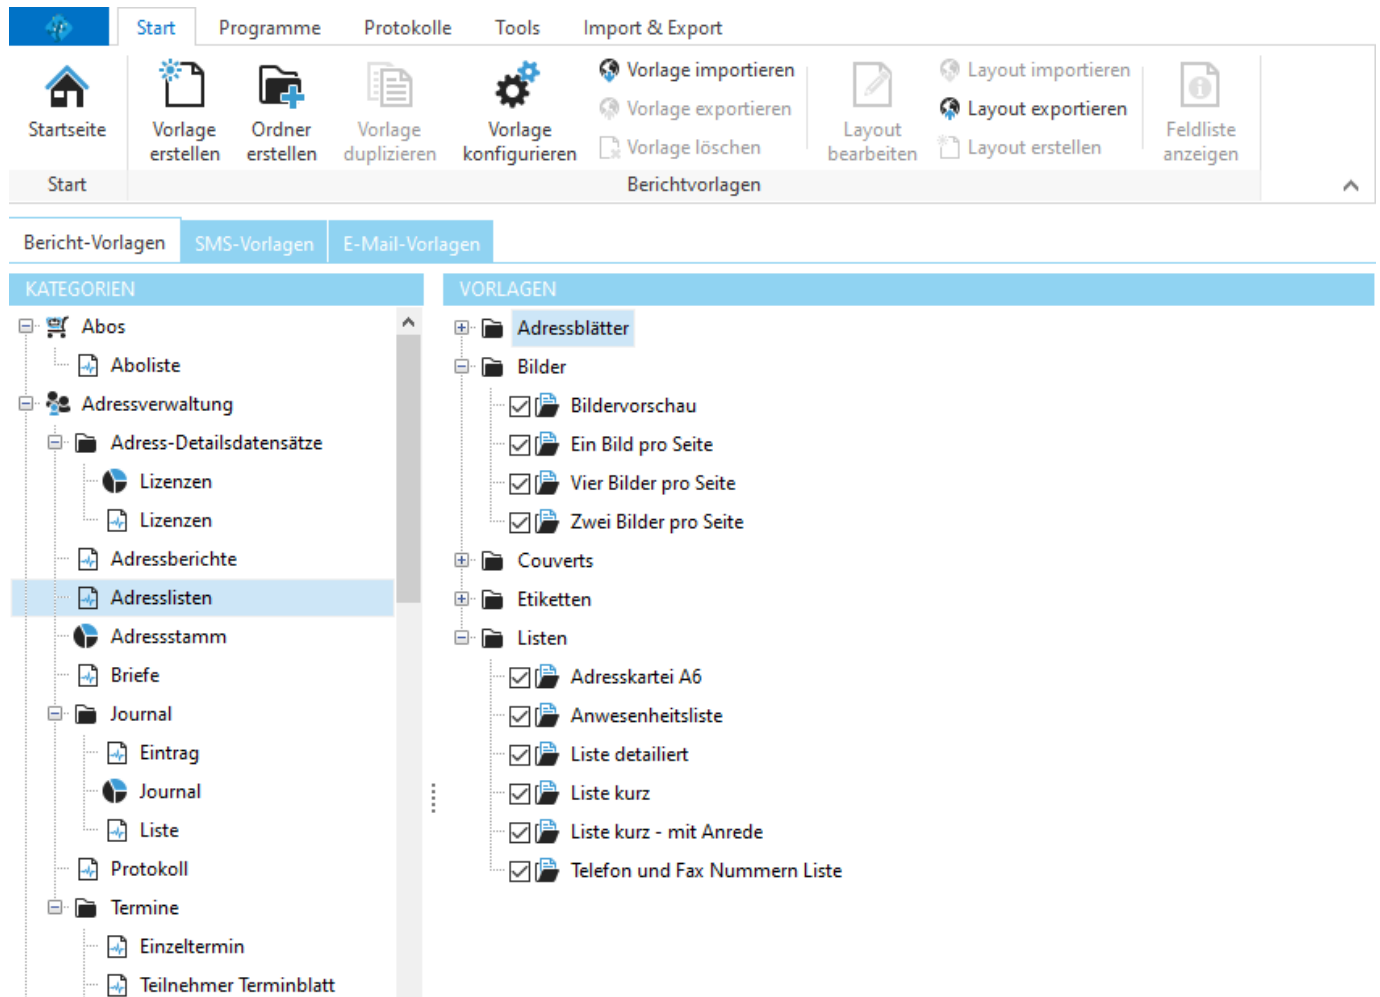 Start Programme Protokolle Tools Import & Export
Startseite
Vorlage erstellen
Ordner erstellen
Vorlage duplizieren
Vorlage konfigurieren
Vorlage importieren
Vorlage exportieren
Vorlage löschen
Layout bearbeiten
Layout importieren
Layout exportieren
Layout erstellen
Feldliste anzeigen
Start
Berichtvorlagen
Bericht-Vorlagen SMS-Vorlagen E-Mail-Vorlagen
KATEGORIEN
Abos
Aboliste
Adressverwaltung
Adress-Detailsdatensätze
Lizenzen
Lizenzen
Adressberichte
Adresslisten
Adressstamm
Briefe
Journal
Eintrag
Journal
Liste
Protokoll
Termine
Einzeltermin
Teilnehmer Terminblatt
VORLAGEN
Adressblätter
Bilder
Bildervorschau
Ein Bild pro Seite
Vier Bilder pro Seite
Zwei Bilder pro Seite
Couverts
Etiketten
Listen
Adresskartei A6
Anwesenheitsliste
Liste detailiert
Liste kurz
Liste kurz - mit Anrede
Telefon und Fax Nummern Liste